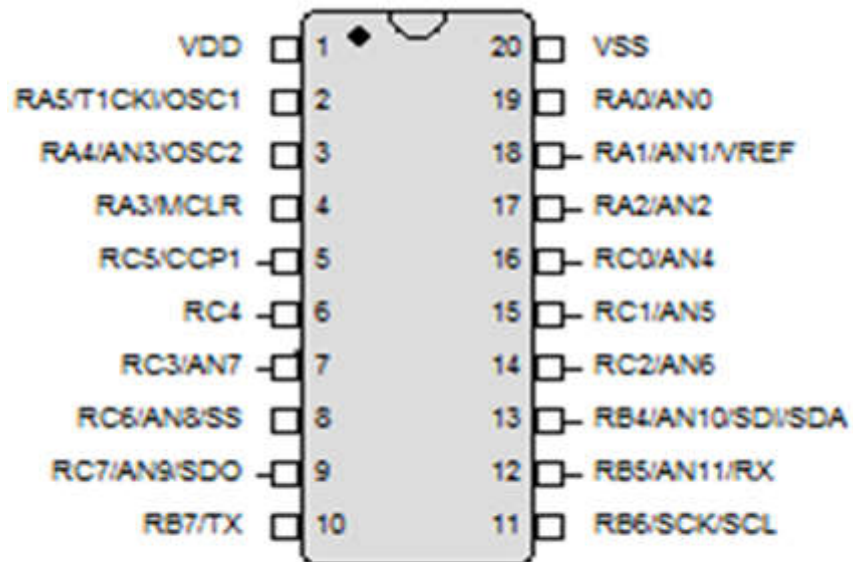 VDD 1 20 VSS
RA5/T1CKI/OSC1 2 19 RA0/AN0
RA4/AN3/OSC2 3 18 RA1/AN1/VREF
RA3/MCLR 4 17 RA2/AN2
RC5/CCP1 5 16 RC0/AN4
RC4 6 15 RC1/AN5
RC3/AN7 7 14 RC2/AN6
RC6/AN8/SS 8 13 RB4/AN10/SDI/SDA
RC7/AN9/SDO 9 12 RB5/AN11/RX
RB7/TX 10 11 RB6/SCK/SCL